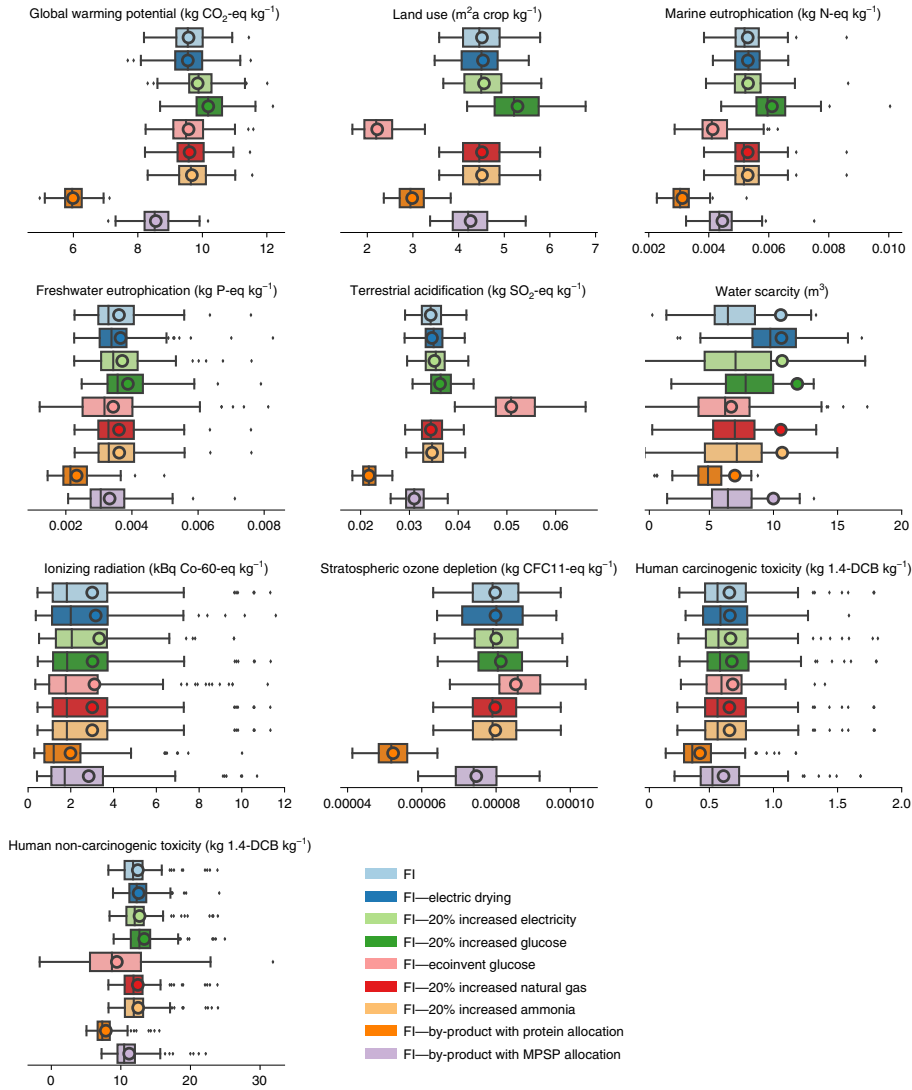 Global warming potential (kg CO₂-eq kg⁻¹)
Land use (m²a crop kg⁻¹)
Marine eutrophication (kg N-eq kg⁻¹)
6 8 10 12
2 3 4 5 6 7
0.002 0.004 0.006 0.008 0.010
Freshwater eutrophication (kg P-eq kg⁻¹)
Terrestrial acidification (kg SO₂-eq kg⁻¹)
Water scarcity (m³)
0.002 0.004 0.006 0.008
0.02 0.03 0.04 0.05 0.06
0 5 10 15 20
Ionizing radiation (kBq Co-60-eq kg⁻¹)
Stratospheric ozone depletion (kg CFC11-eq kg⁻¹)
Human carcinogenic toxicity (kg 1.4-DCB kg⁻¹)
0 2 4 6 8 10 12
0.00004 0.00006 0.00008 0.00010
0 0.5 1.0 1.5 2.0
Human non-carcinogenic toxicity (kg 1.4-DCB kg⁻¹)
0 10 20 30
FI
FI—electric drying
FI—20% increased electricity
FI—20% increased glucose
FI—ecoinvent glucose
FI—20% increased natural gas
FI—20% increased ammonia
FI—by-product with protein allocation
FI—by-product with MPSP allocation